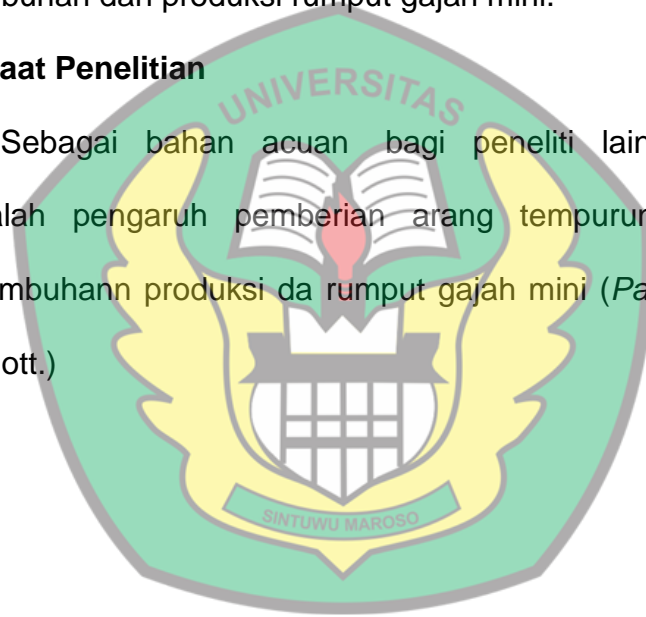 buhan dan produksi rumput gajah mini.
aat Penelitian
UNIVERSITAS
Sebagai bahan acuan bagi peneliti lain
alah pengaruh pemberian arang tempurun
mbuhann produksi da rumput gajah mini (Pa
ott.)
SINTUWU MAROSO